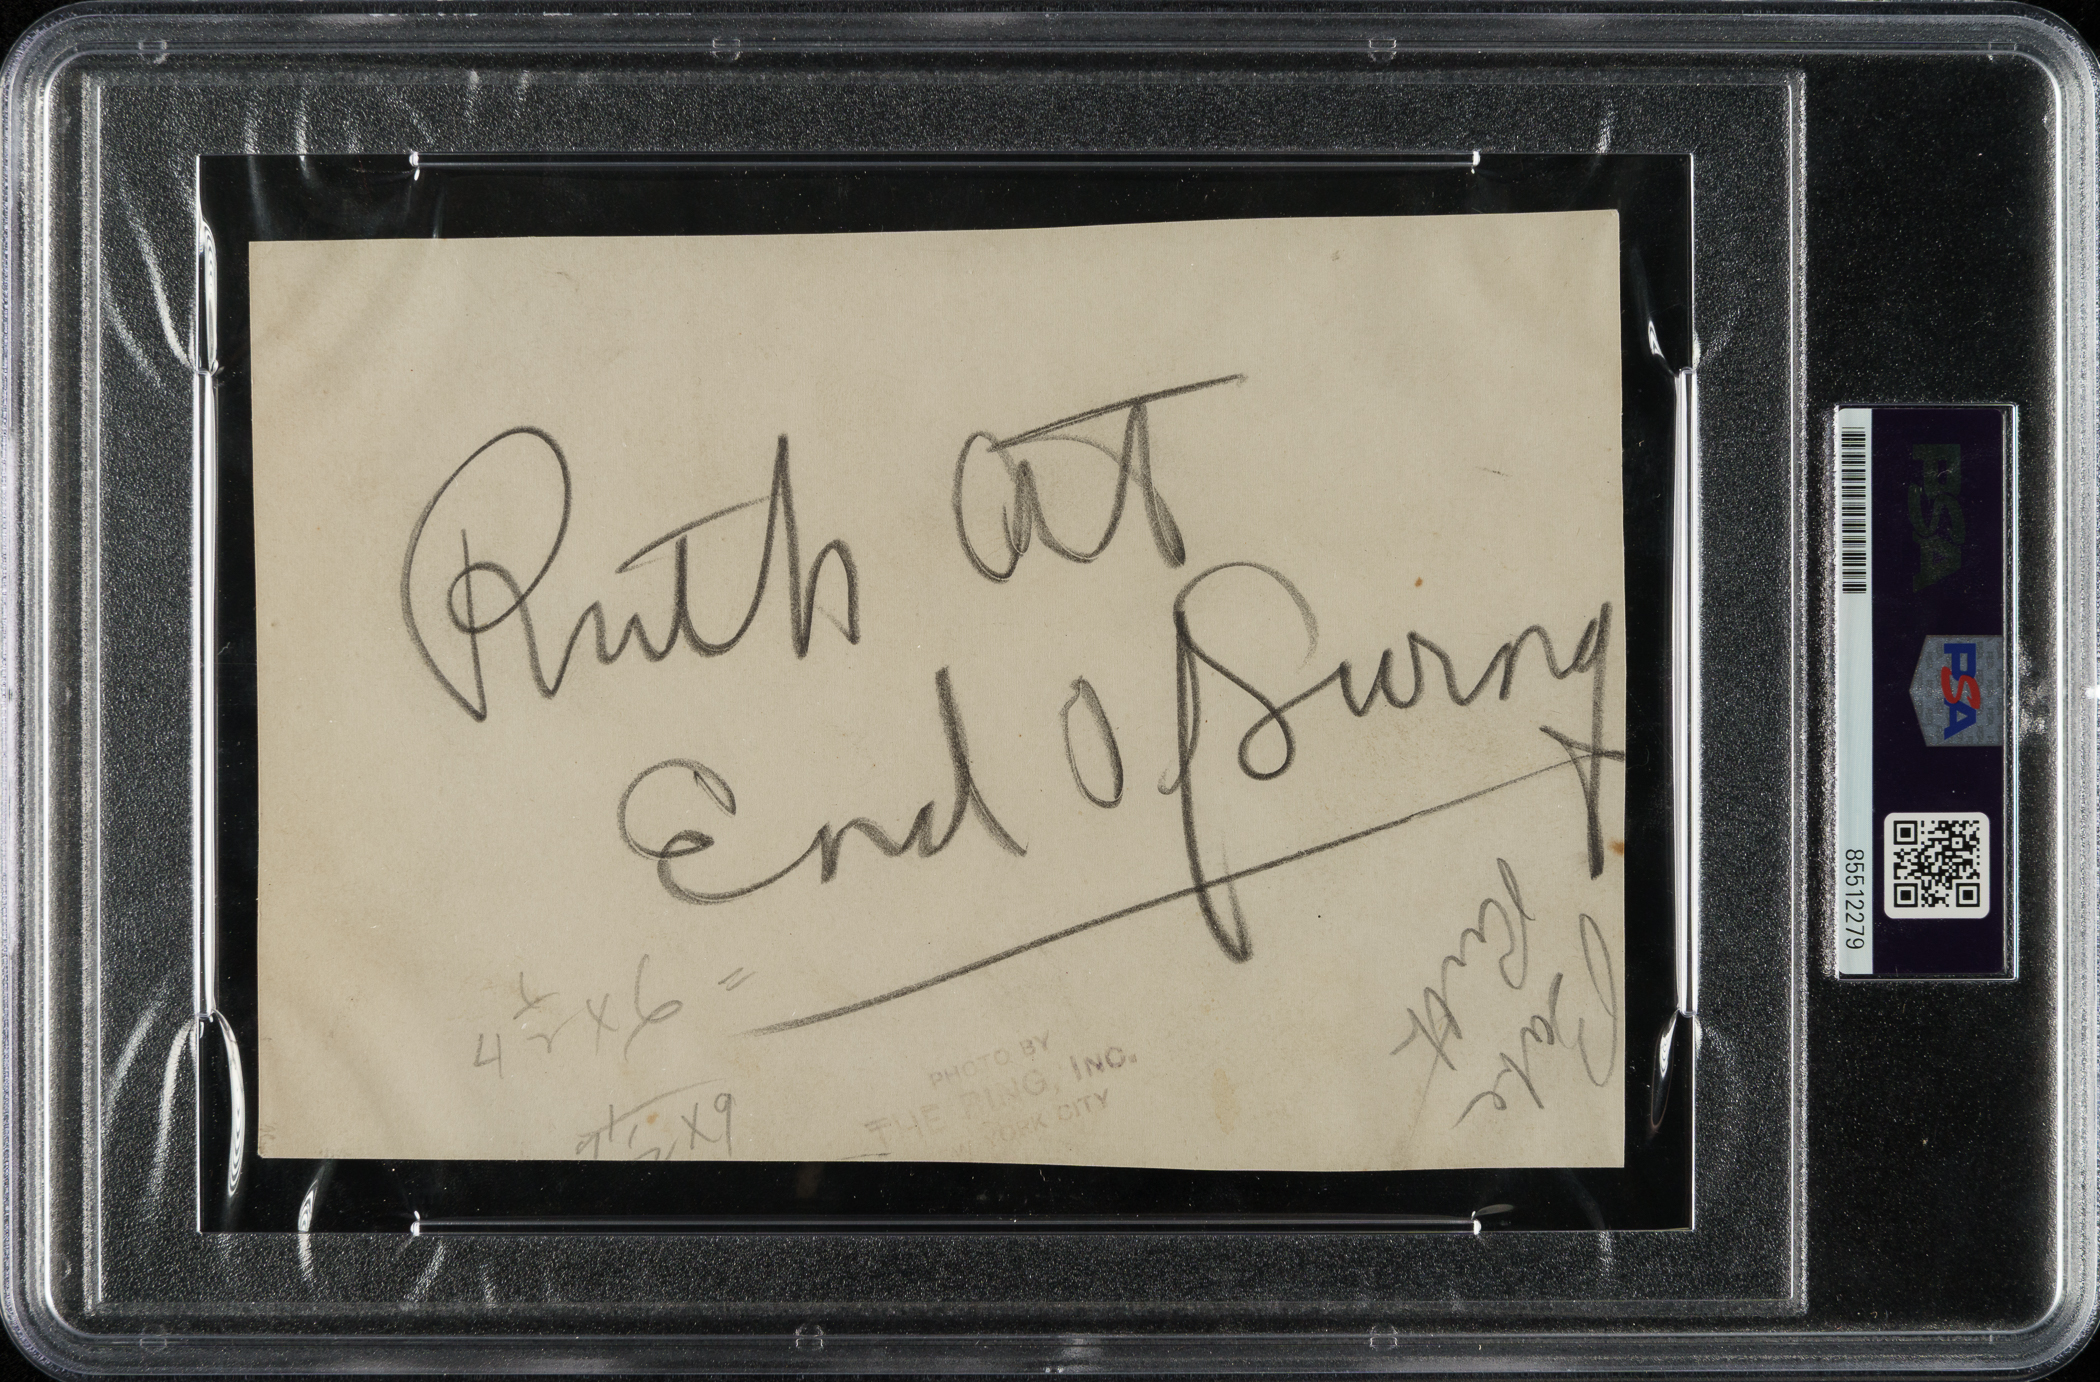 Ruth at
End of Swing
4 1/2 x 6 =
1/2 x 9
PHOTO BY
THE RING, INC.
NEW YORK CITY
Babe
Ruth
PSA
PSA
85512279